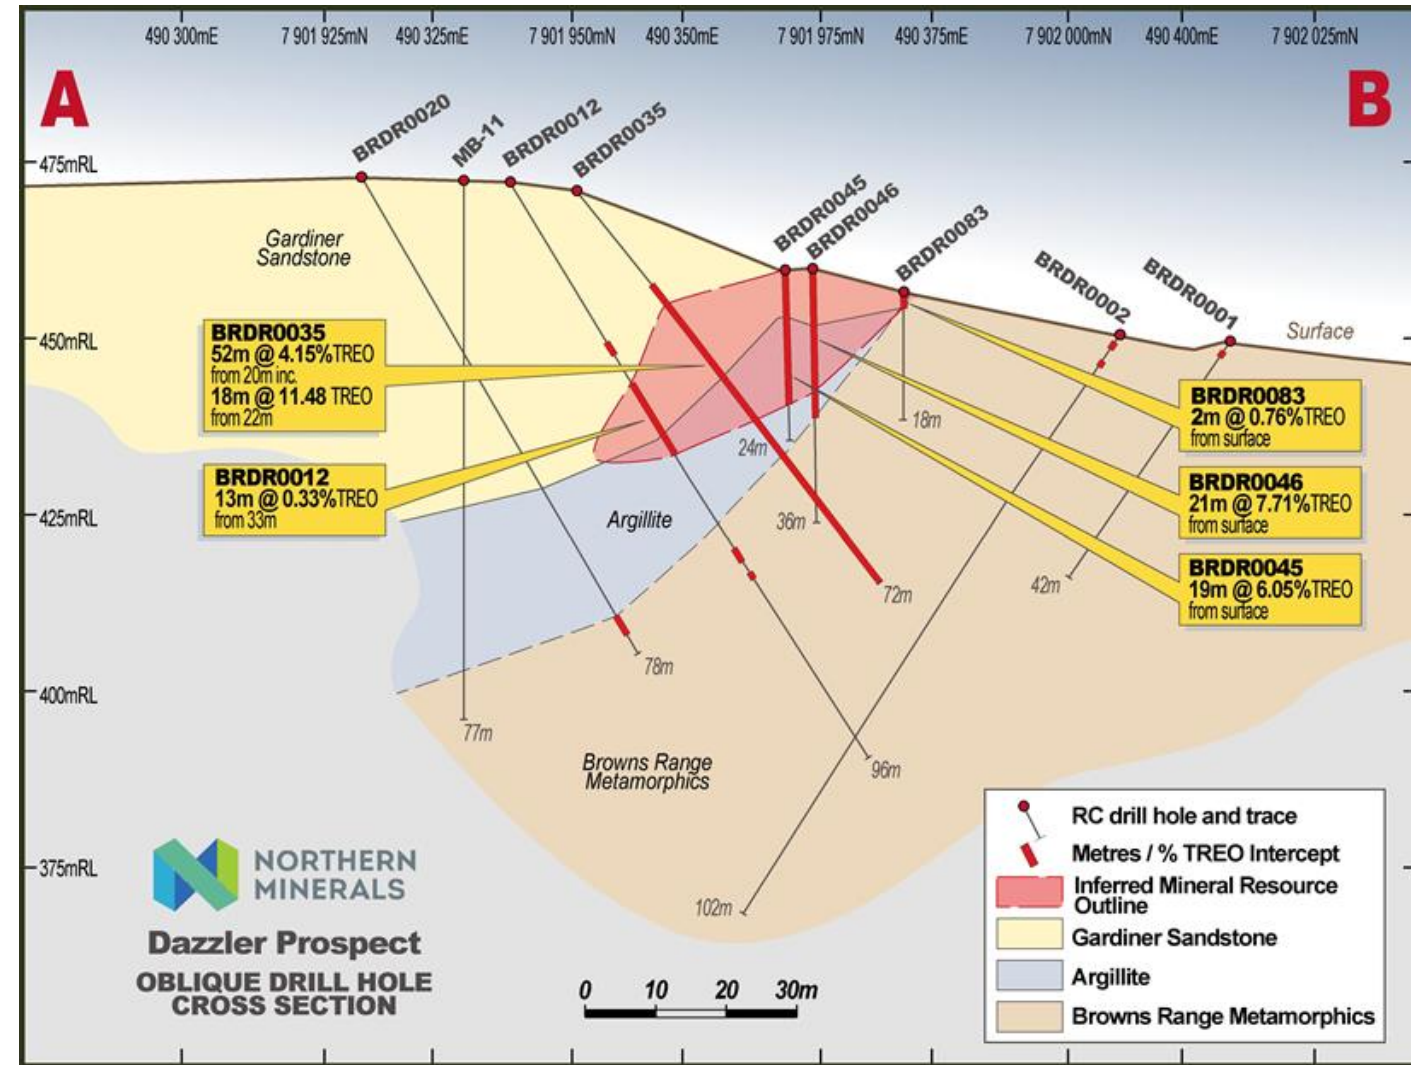 490 300mE 7 901 925mN 490 325mE 7 901 950mN 490 350mE 7 901 975mN 490 375mE 7 902 000mN 490 400mE 7 902 025mN
A
B
BRDR0020
MB-11
BRDR0012
BRDR0035
BRDR0045
BRDR0046
BRDR0083
BRDR0002
BRDR0001
475mRL
450mRL
425mRL
400mRL
375mRL
Gardiner
Sandstone
Surface
BRDR0035
52m @ 4.15%TREO
from 20m inc.
18m @ 11.48 TREO
from 22m
BRDR0012
13m @ 0.33%TREO
from 33m
BRDR0083
2m @ 0.76%TREO
from surface
BRDR0046
21m @ 7.71%TREO
from surface
BRDR0045
19m @ 6.05%TREO
from surface
Argillite
24m
18m
36m
72m
42m
78m
77m
96m
102m
Browns Range
Metamorphics
NORTHERN
MINERALS
Dazzler Prospect
OBLIQUE DRILL HOLE
CROSS SECTION
0 10 20 30m
RC drill hole and trace
Metres / % TREO Intercept
Inferred Mineral Resource
Outline
Gardiner Sandstone
Argillite
Browns Range Metamorphics